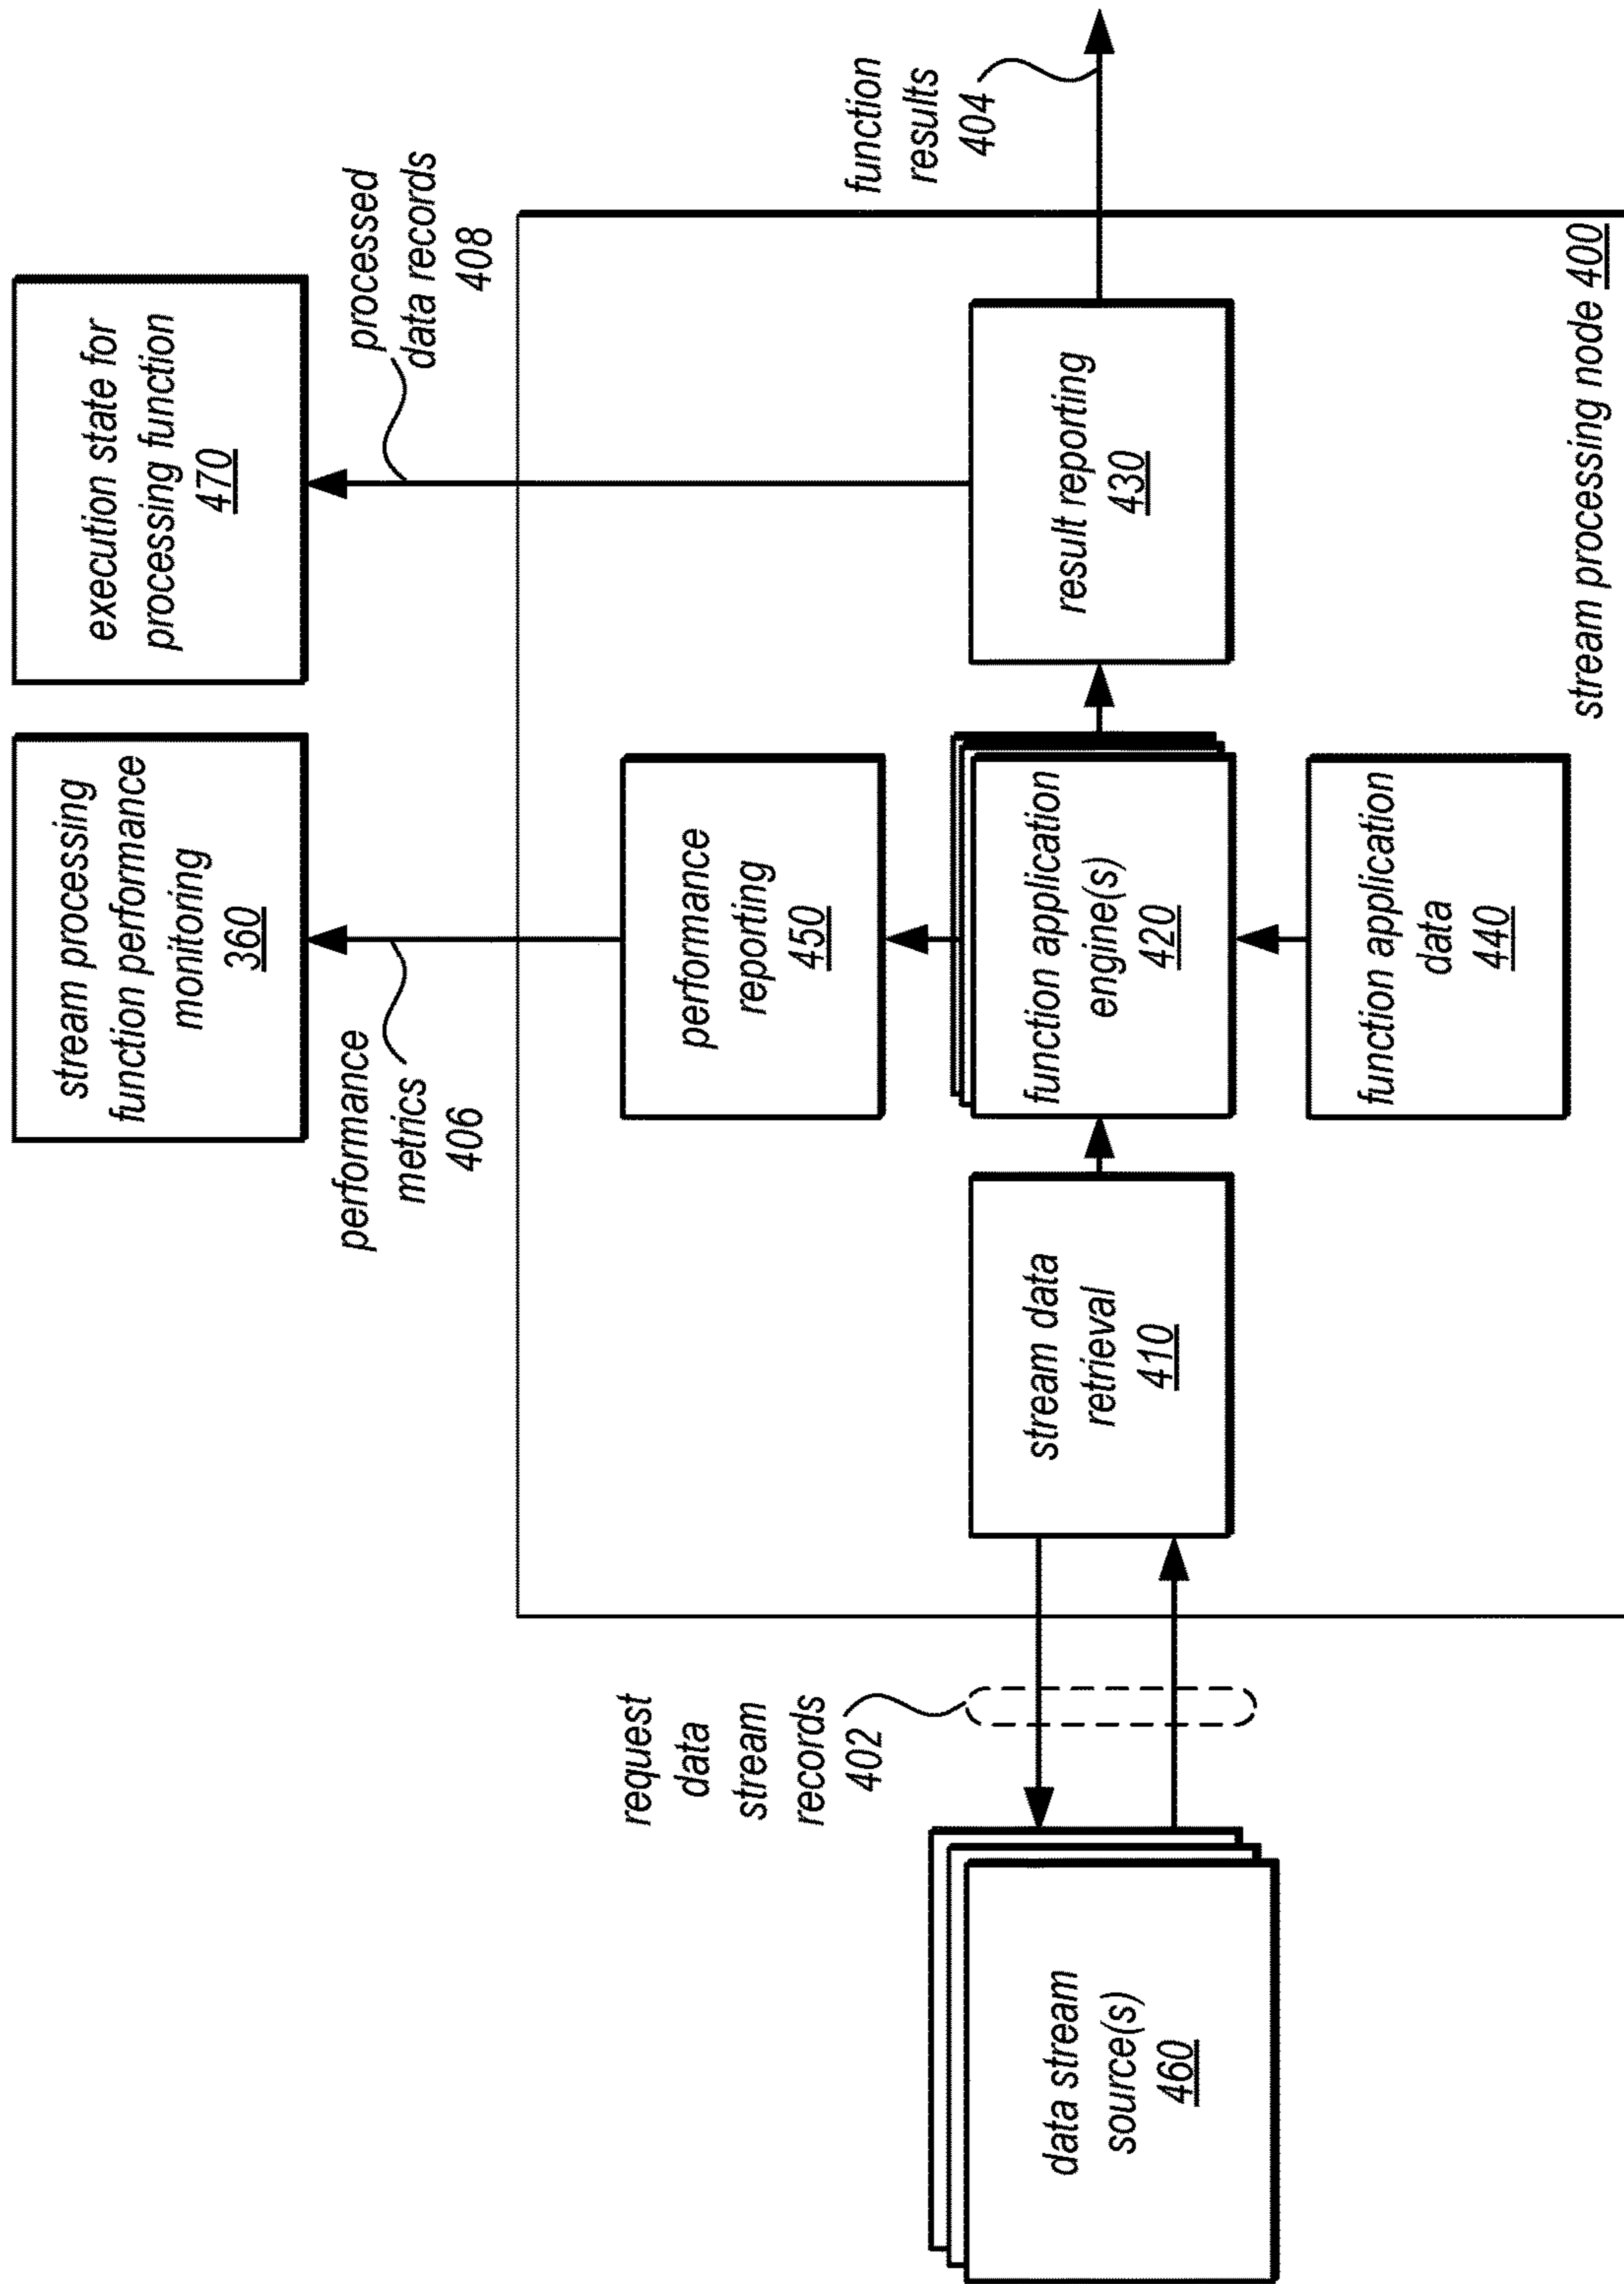 stream processing
function performance
monitoring
360
execution state for
processing function
470
performance
metrics
406
processed
data records
408
performance
reporting
450
request
data
stream
records
402
function
results
404
data stream
source(s)
460
stream data
retrieval
410
function application
engine(s)
420
result reporting
430
function application
data
440
stream processing node 400